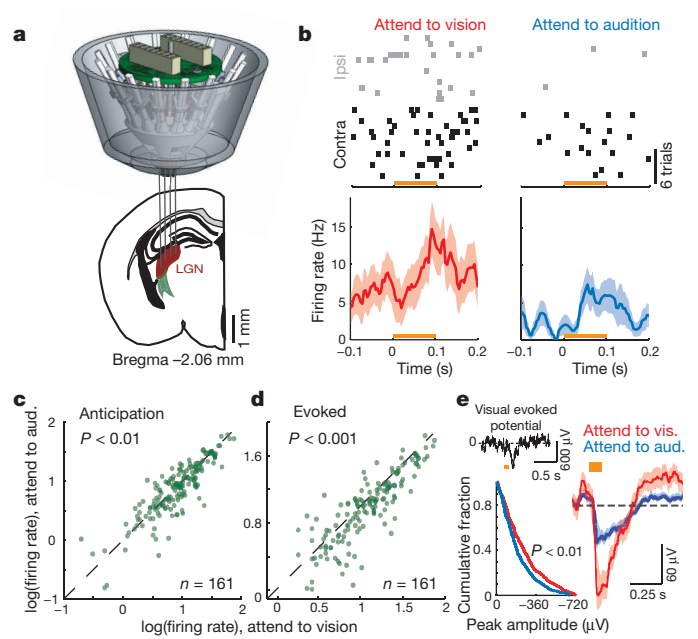 a
LGN
1 mm
Bregma –2.06 mm
b
Attend to vision
Attend to audition
Ipsi
Contra
6 trials
Firing rate (Hz)
15
10
5
0
–0.1
0
0.1
0.2
–0.1
0
0.1
0.2
Time (s)
Time (s)
c
Anticipation
P < 0.01
n = 161
log(firing rate), attend to aud.
2
1
0
–1
–1
0
1
2
d
Evoked
P < 0.001
n = 161
1.8
1.2
0.6
0
0
0.5
1
1.5
2
log(firing rate), attend to vision
e
Visual evoked
potential
0
600 μV
0.5 s
Attend to vis.
Attend to aud.
Cumulative fraction
0.8
0.4
0
P < 0.01
0
–360
–720
Peak amplitude (μV)
60 μV
0.25 s